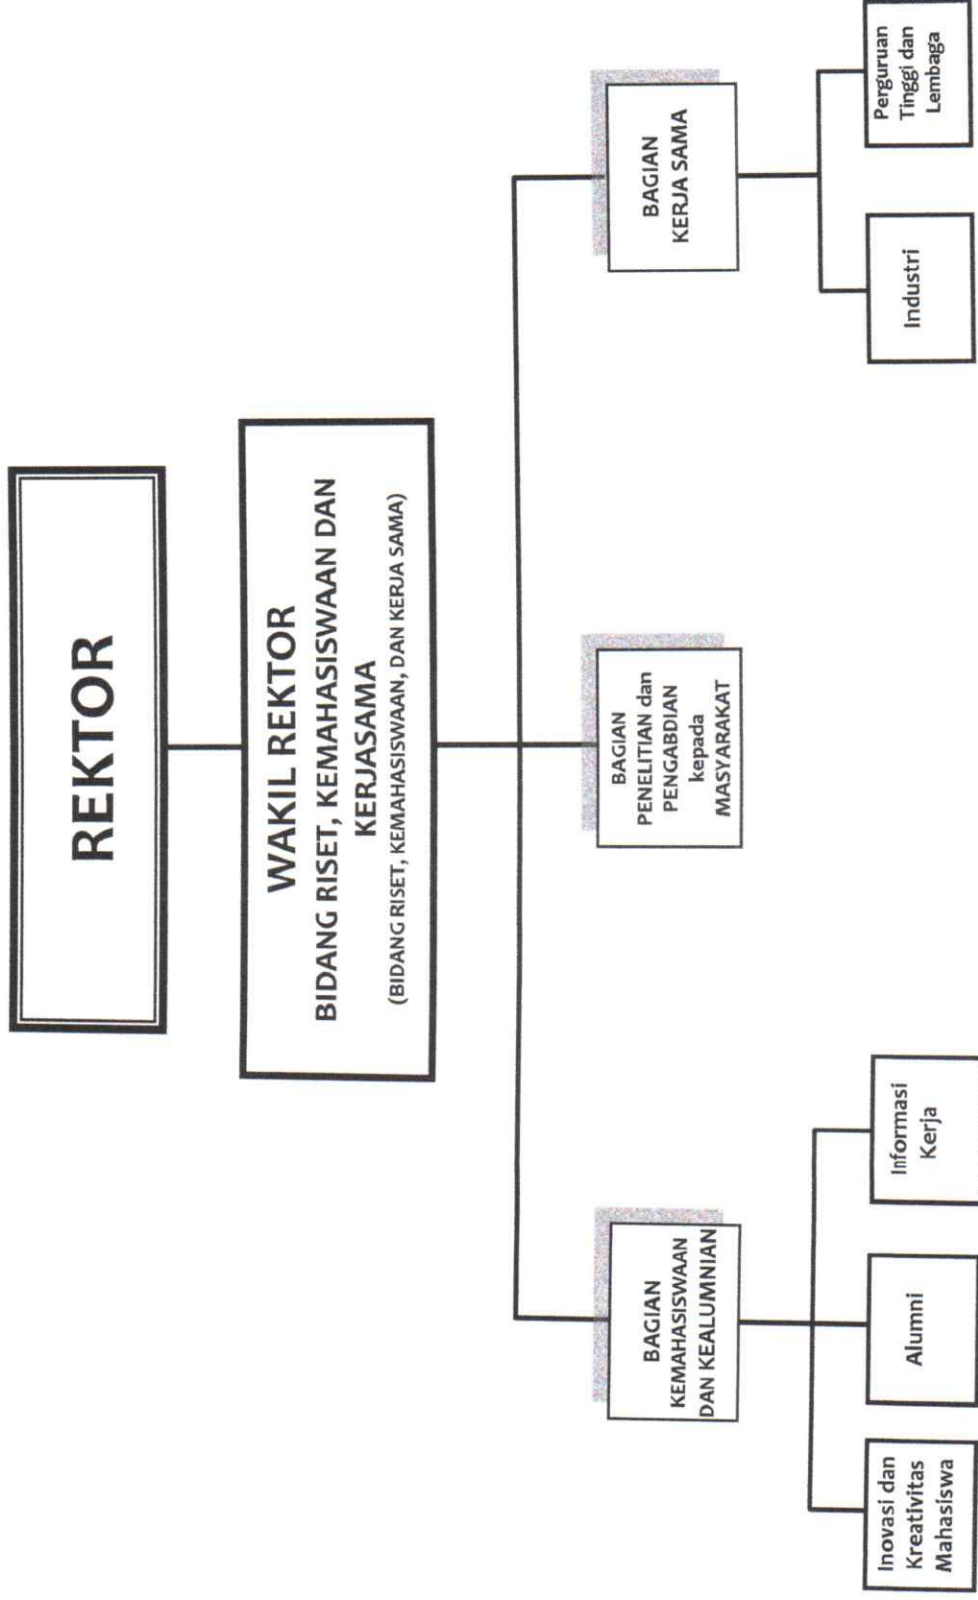 REKTOR
WAKIL REKTOR
BIDANG RISET, KEMAHASISWAAN DAN
KERJASAMA
(BIDANG RISET, KEMAHASISWAAN, DAN KERJA SAMA)
BAGIAN
KEMAHASISWAAN
DAN KEALUMNIAN
BAGIAN
PENELITIAN dan
PENGABDIAN
kepada
MASYARAKAT
BAGIAN
KERJA SAMA
Inovasi dan
Kreativitas
Mahasiswa
Alumni
Informasi
Kerja
Industri
Perguruan
Tinggi dan
Lembaga